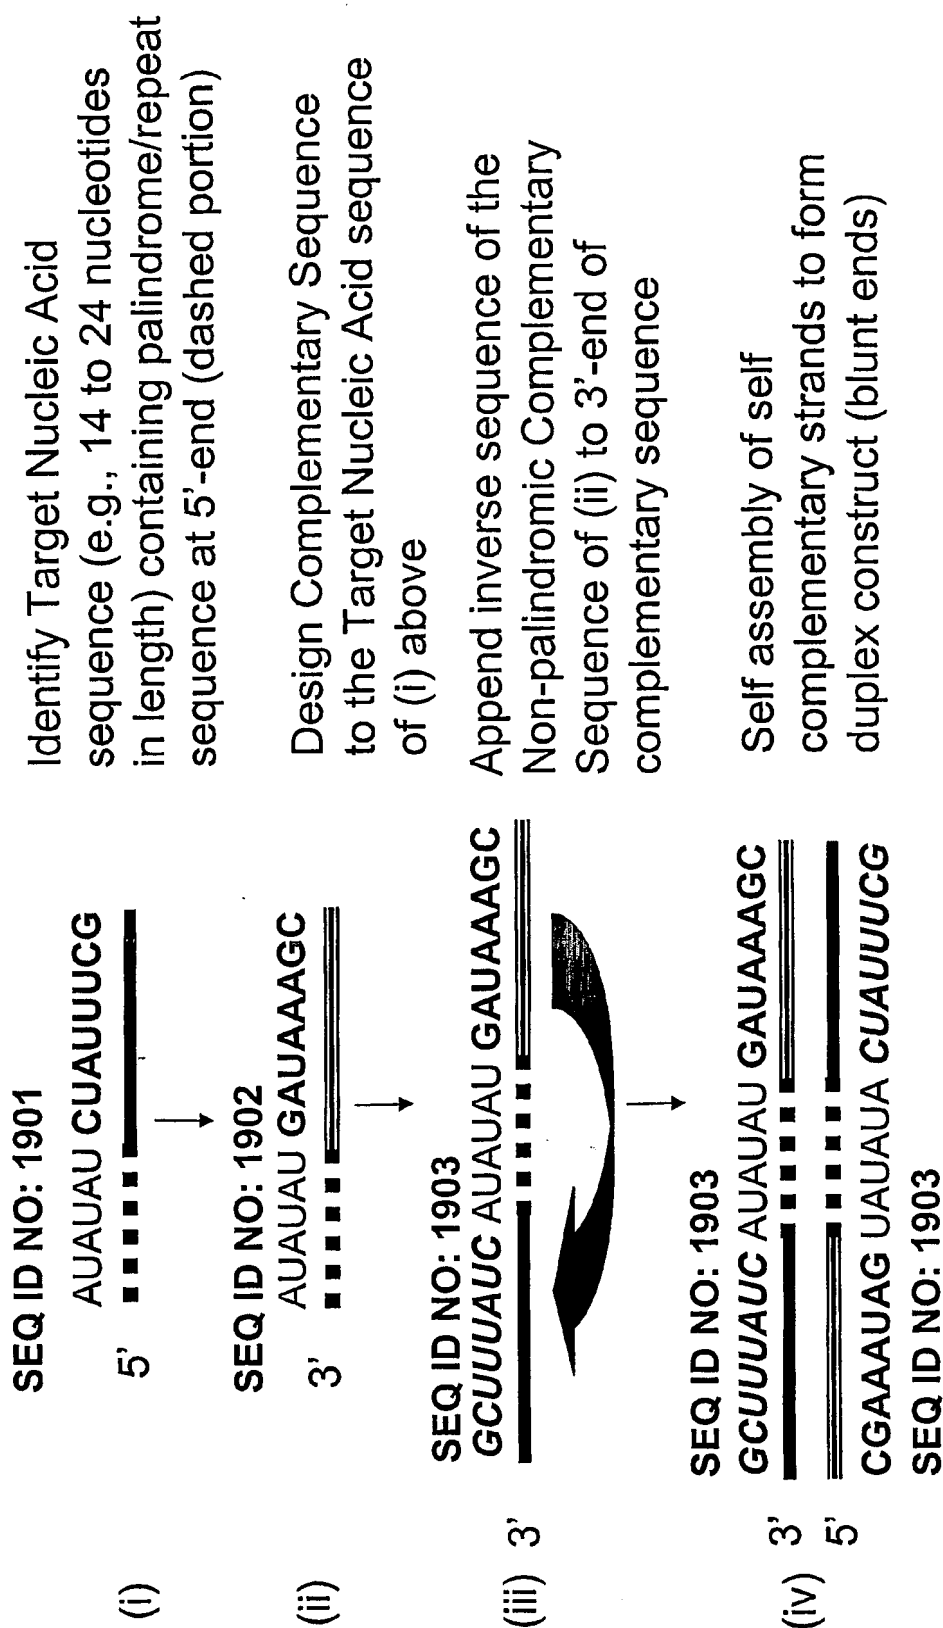 SEQ ID NO: 1901
AUAUAU CUAUUUCG
(i)
5’
Identify Target Nucleic Acid
sequence (e.g., 14 to 24 nucleotides
in length) containing palindrome/repeat
sequence at 5’-end (dashed portion)
SEQ ID NO: 1902
AUAUAU GAUAAAGC
(ii)
3’
Design Complementary Sequence
to the Target Nucleic Acid sequence
of (i) above
SEQ ID NO: 1903
GCUUUAUC AUAUAU GAUAAAGC
(iii) 3’
Append inverse sequence of the
Non-palindromic Complementary
Sequence of (ii) to 3’-end of
complementary sequence
SEQ ID NO: 1903
GCUUUAUC AUAUAU GAUAAAGC
(iv)
3’
5’
CGAAAUAG UAUAUA CUAUUUCG
SEQ ID NO: 1903
Self assembly of self
complementary strands to form
duplex construct (blunt ends)